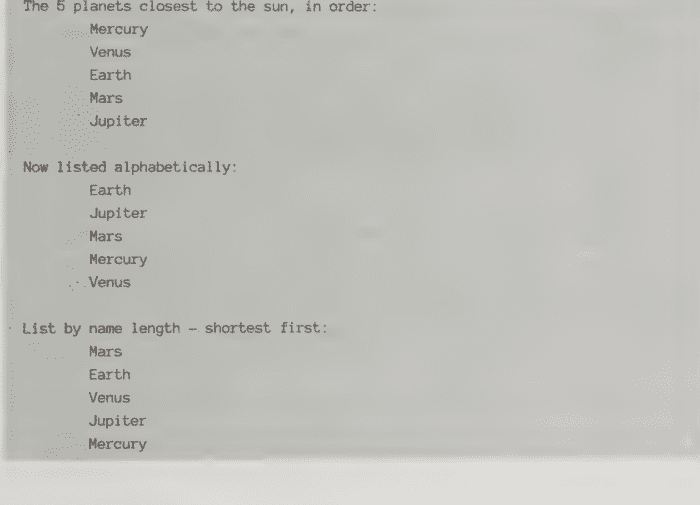 The 5 planets closest to the sun, in order:
Mercury
Venus
Earth
Mars
Jupiter
Now listed alphabetically:
Earth
Jupiter
Mars
Mercury
Venus
List by name length - shortest first:
Mars
Earth
Venus
Jupiter
Mercury